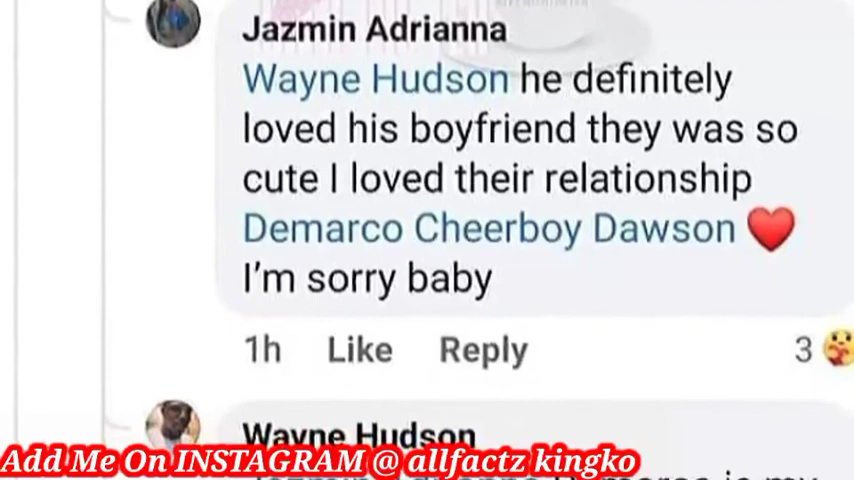 Jazmin Adrianna
Wayne Hudson he definitely
loved his boyfriend they was so
cute I loved their relationship
Demarco Cheerboy Dawson ❤️
I'm sorry baby
1h Like Reply 3
Wayne Hudson
Add Me On INSTAGRAM @ allfactz kingko